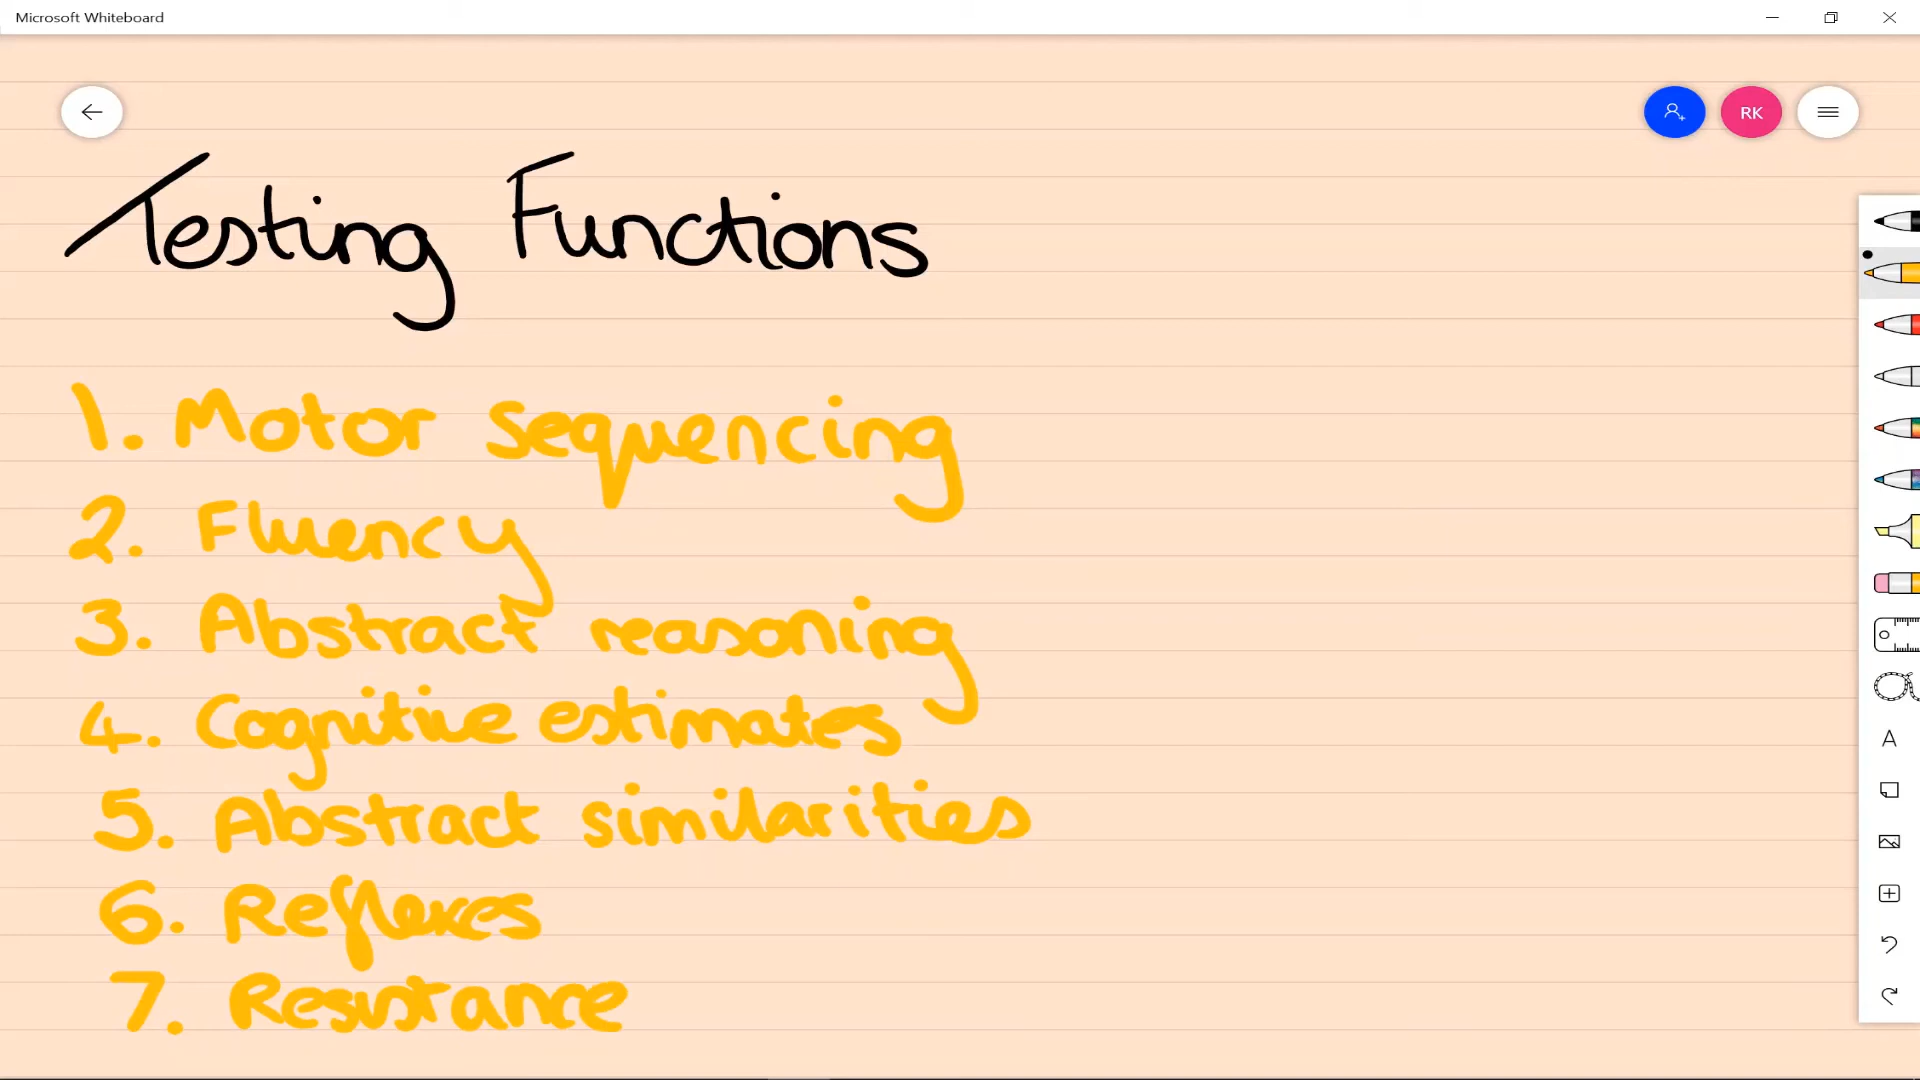 Microsoft Whiteboard
RK
Testing Functions
1. Motor sequencing
2. Fluency
3. Abstract reasoning
4. Cognitive estimates
5. Abstract similarities
6. Reflexes
7. Resistance
A